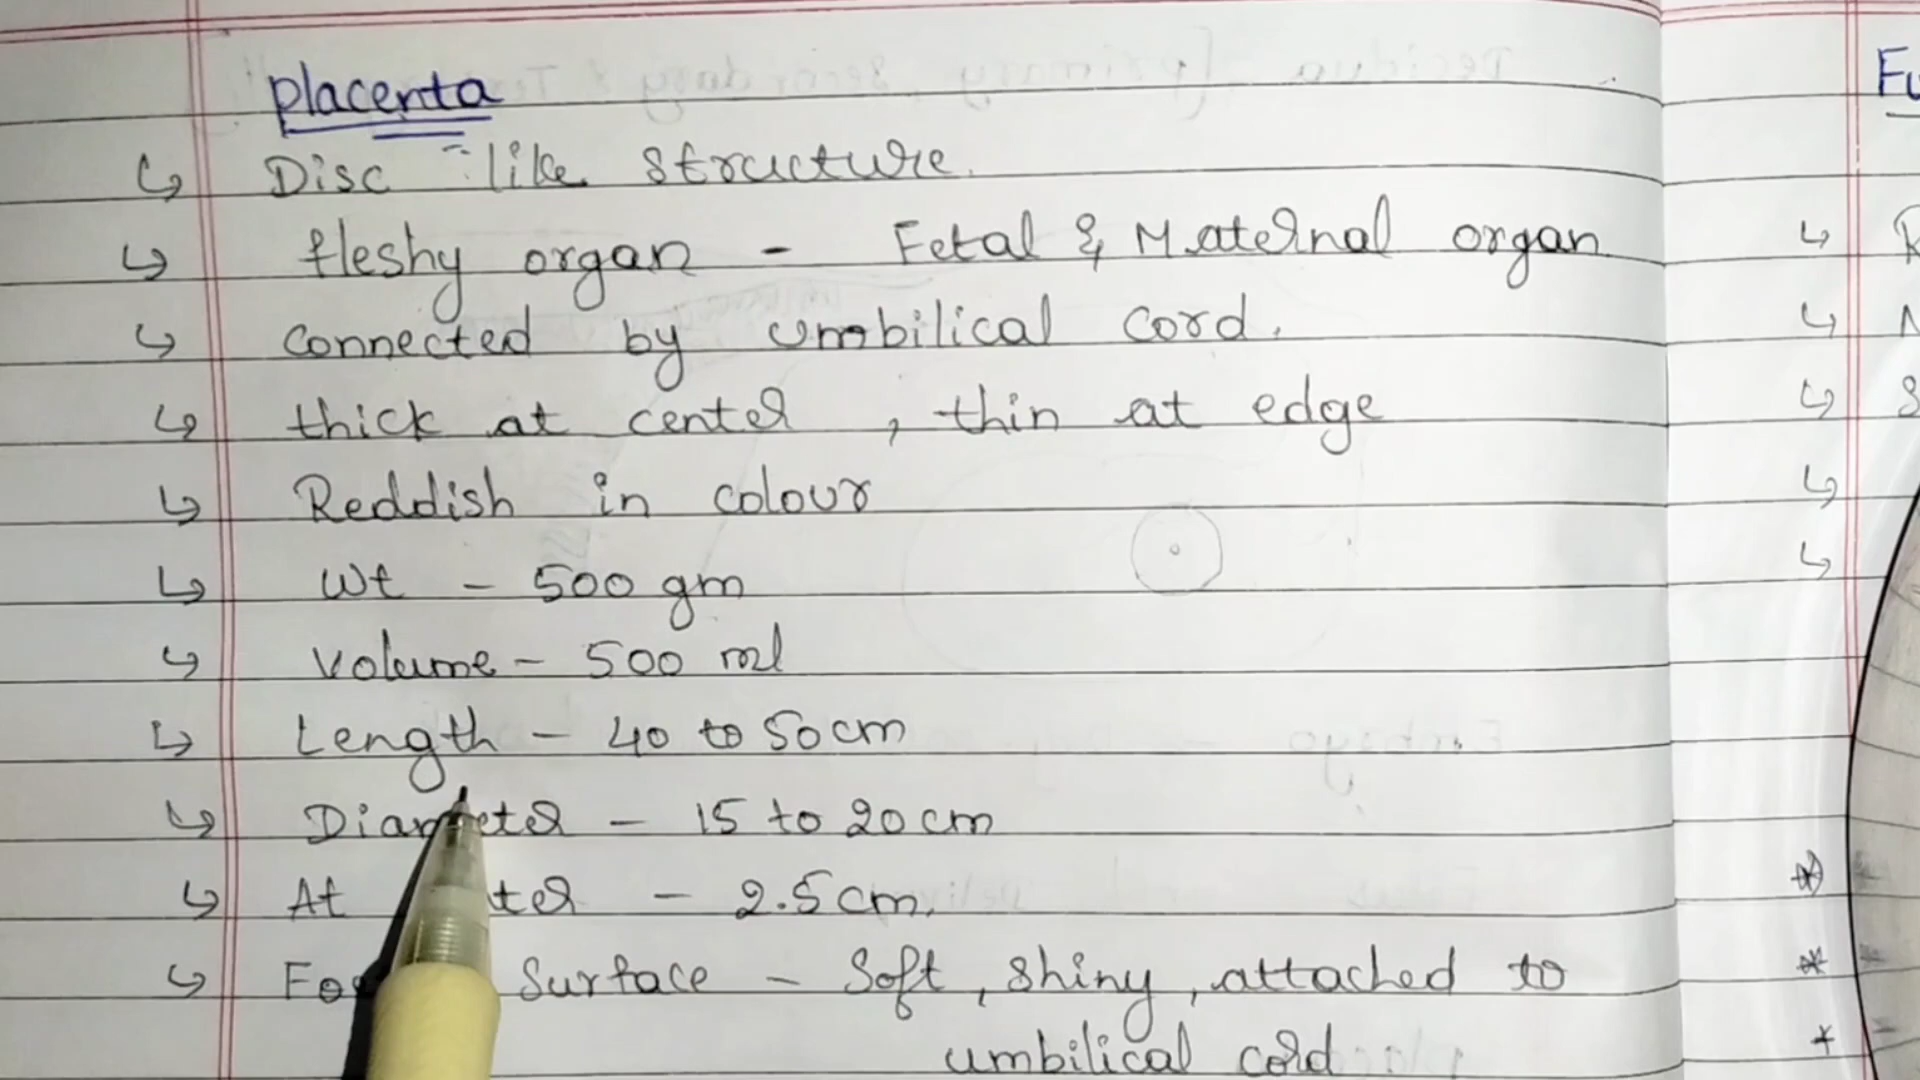 Placenta
↳ Disc like structure.
↳ fleshy organ - Fetal & Maternal organ
↳ connected by umbilical cord.
↳ thick at center , thin at edge
↳ Reddish in colour
↳ Wt - 500 gm
↳ Volume - 500 ml
↳ Length - 40 to 50 cm
↳ Diameter - 15 to 20 cm
↳ At - 2.5 cm.
↳ Surface - Soft, shiny, attached to
umbilical cord